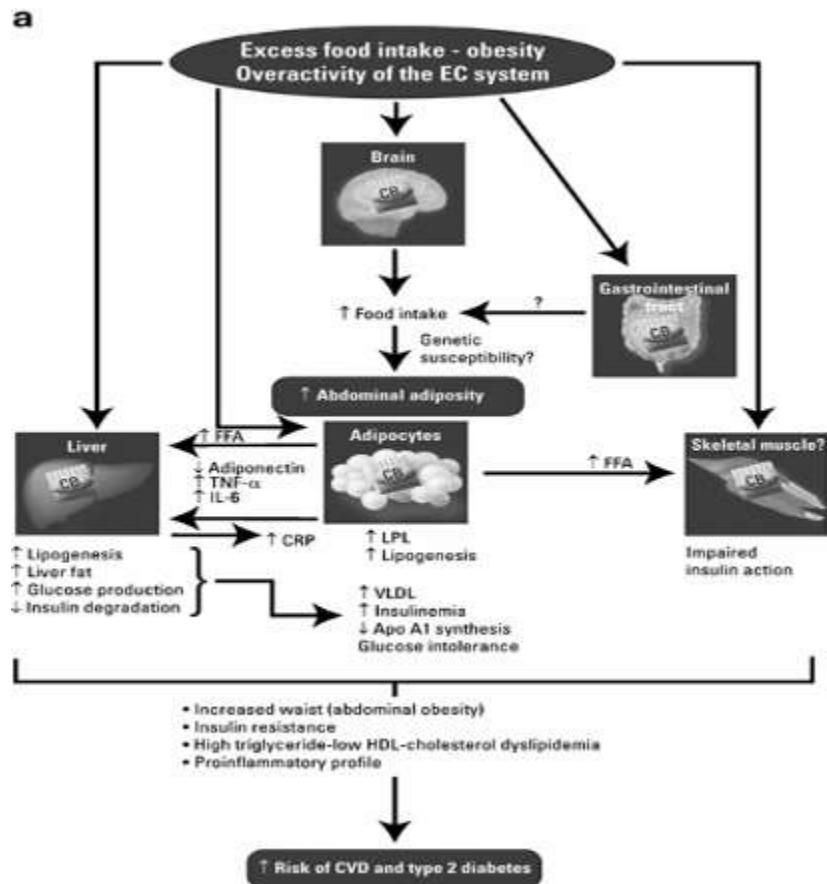 a
Excess food intake - obesity
Overactivity of the EC system
Brain
CB
Gastrointestinal
tract
CB
?
↑ Food intake
Genetic
susceptibility?
↑ Abdominal adiposity
Liver
CB
↑ FFA
↓ Adiponectin
↑ TNF-α
↑ IL-6
Adipocytes
CB
↑ FFA
Skeletal muscle?
CB
↑ CRP
↑ LPL
↑ Lipogenesis
Impaired
insulin action
↑ Lipogenesis
↑ Liver fat
↑ Glucose production
↓ Insulin degradation
↑ VLDL
↑ Insulinemia
↓ Apo A1 synthesis
Glucose intolerance
• Increased waist (abdominal obesity)
• Insulin resistance
• High triglyceride-low HDL-cholesterol dyslipidemia
• Proinflammatory profile
↑ Risk of CVD and type 2 diabetes